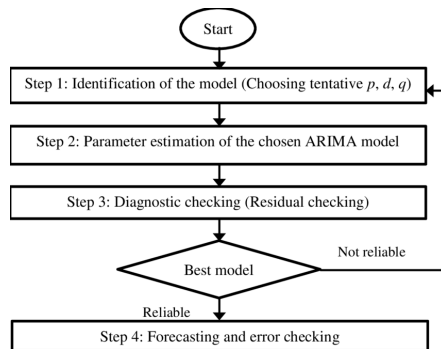 Start
Step 1: Identification of the model (Choosing tentative p, d, q)
Step 2: Parameter estimation of the chosen ARIMA model
Step 3: Diagnostic checking (Residual checking)
Not reliable
Best model
Reliable
Step 4: Forecasting and error checking